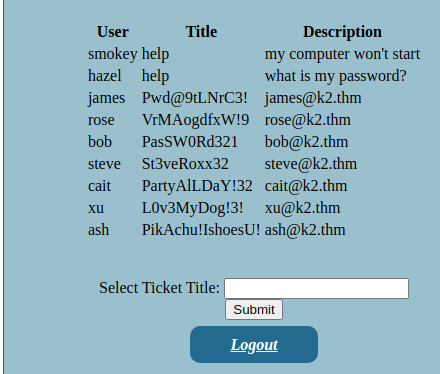 User Title Description
smokey help my computer won't start
hazel help what is my password?
james Pwd@9tLNrC3! james@k2.thm
rose VrMAogdfxW!9 rose@k2.thm
bob PasSW0Rd321 bob@k2.thm
steve St3veRoxx32 steve@k2.thm
cait PartyAlLDaY!32 cait@k2.thm
xu L0v3MyDog!3! xu@k2.thm
ash PikAchu!IshoesU! ash@k2.thm
Select Ticket Title:
Submit
Logout